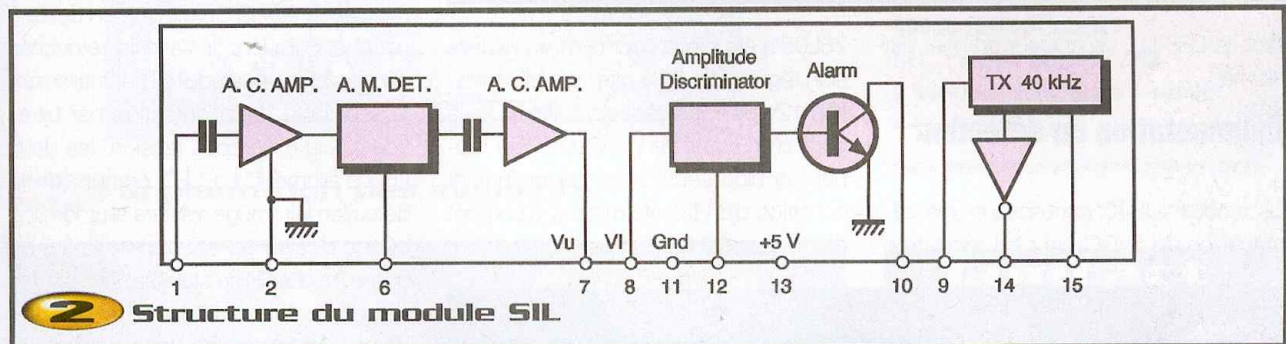 A. C. AMP.
A. M. DET.
A. C. AMP.
Amplitude
Discriminator
Alarm
TX 40 kHz
Vu
VI
Gnd
+5 V
1
2
6
7
8
11
12
13
10
9
14
15
2 Structure du module SIL